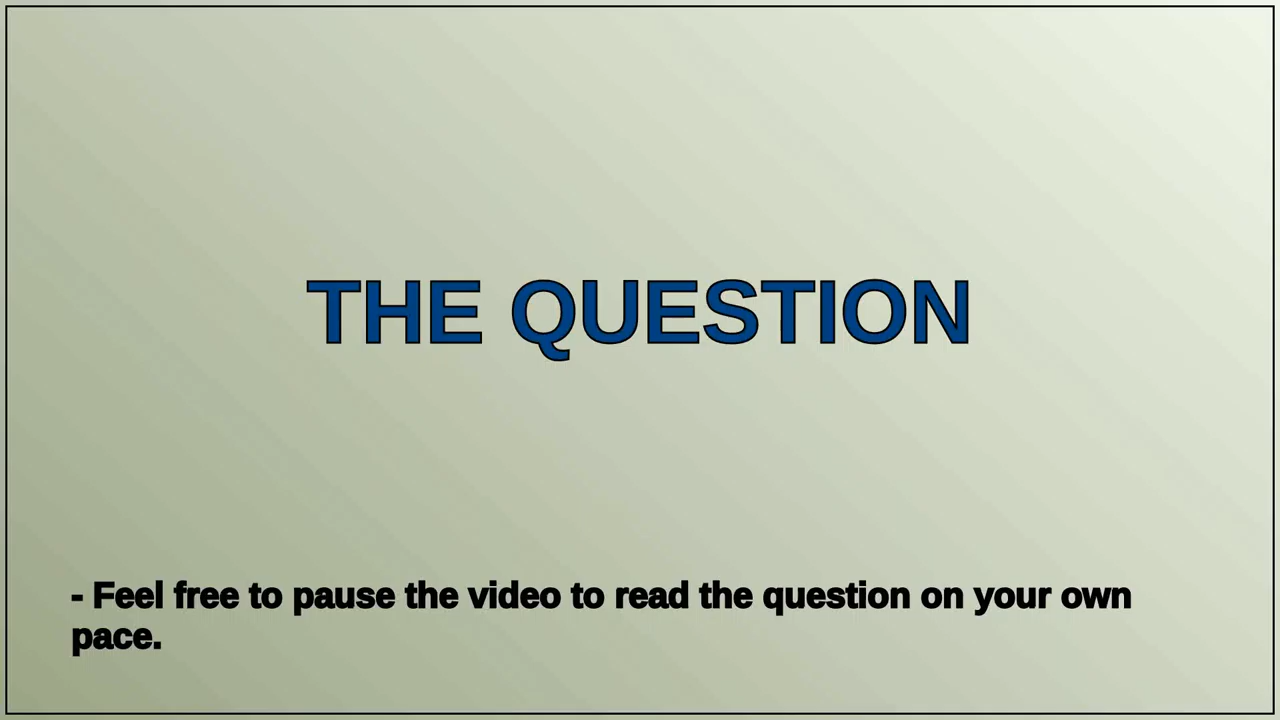 THE QUESTION
- Feel free to pause the video to read the question on your own
pace.